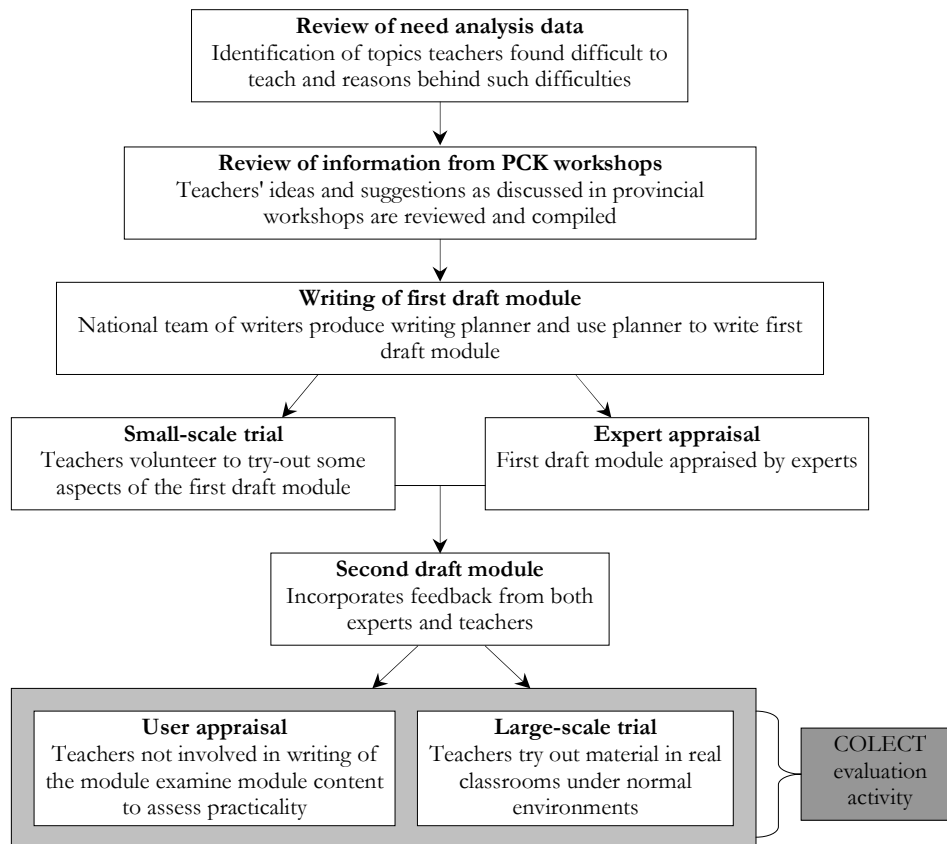 Review of need analysis data
Identification of topics teachers found difficult to
teach and reasons behind such difficulties
Review of information from PCK workshops
Teachers' ideas and suggestions as discussed in provincial
workshops are reviewed and compiled
Writing of first draft module
National team of writers produce writing planner and use planner to write first
draft module
Small-scale trial
Teachers volunteer to try-out some
aspects of the first draft module
Expert appraisal
First draft module appraised by experts
Second draft module
Incorporates feedback from both
experts and teachers
User appraisal
Teachers not involved in writing of
the module examine module content
to assess practicality
Large-scale trial
Teachers try out material in real
classrooms under normal
environments
COLECT
evaluation
activity